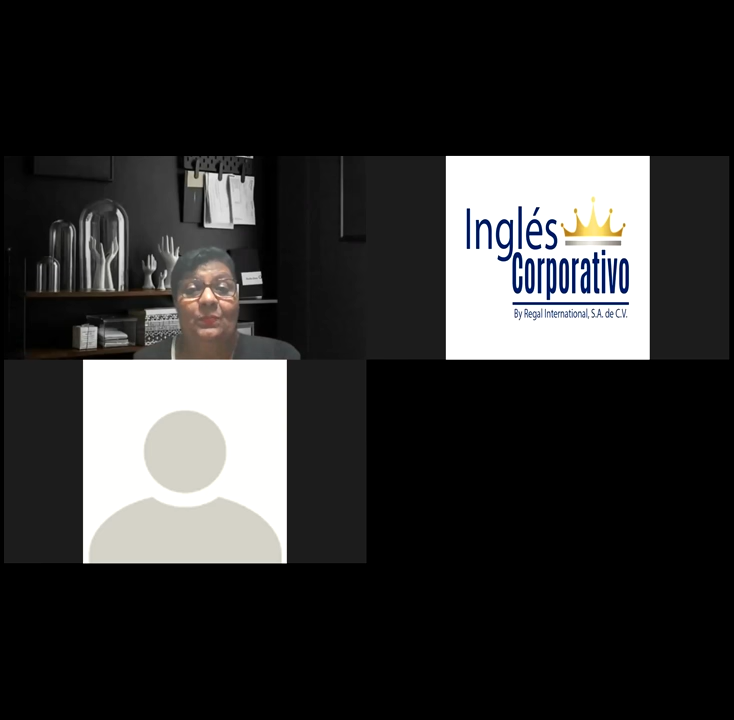 Inglés
Corporativo
By Regal International, S.A. de C.V.